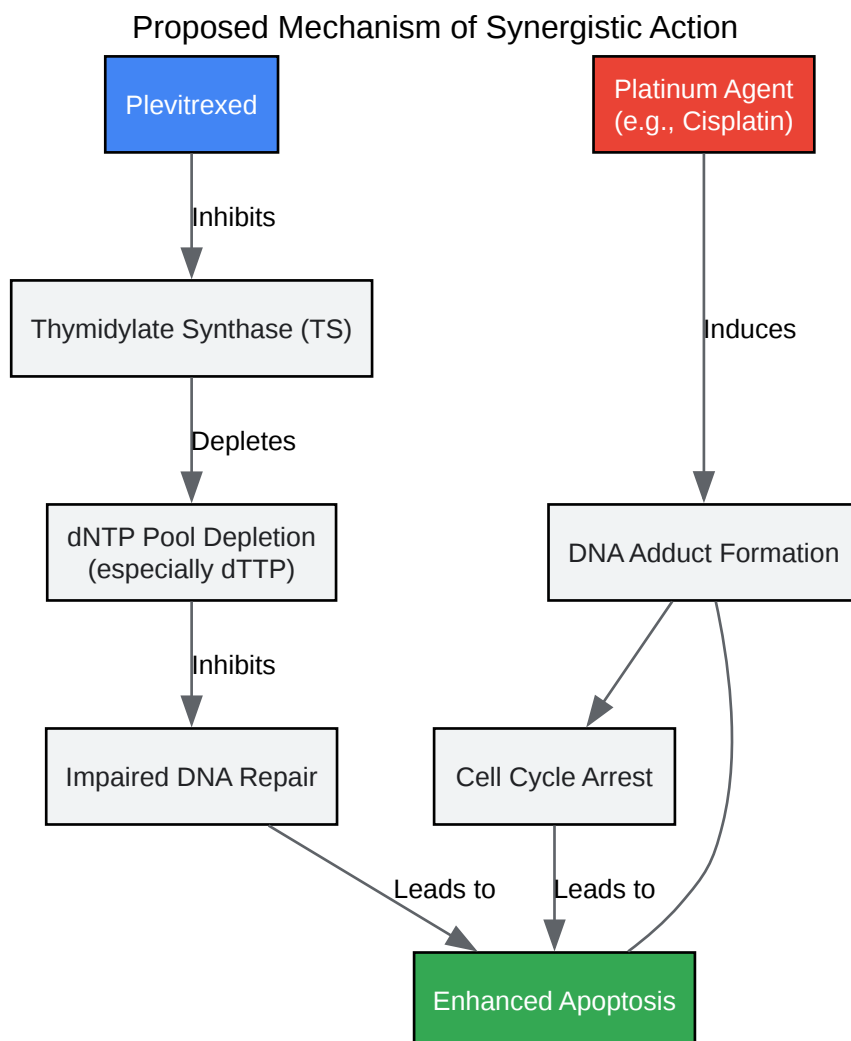 Proposed Mechanism of Synergistic Action
Plevitrexed
Platinum Agent
(e.g., Cisplatin)
Inhibits
Thymidylate Synthase (TS)
Induces
Depletes
dNTP Pool Depletion
(especially dTTP)
DNA Adduct Formation
Inhibits
Impaired DNA Repair
Cell Cycle Arrest
Leads to
Leads to
Enhanced Apoptosis